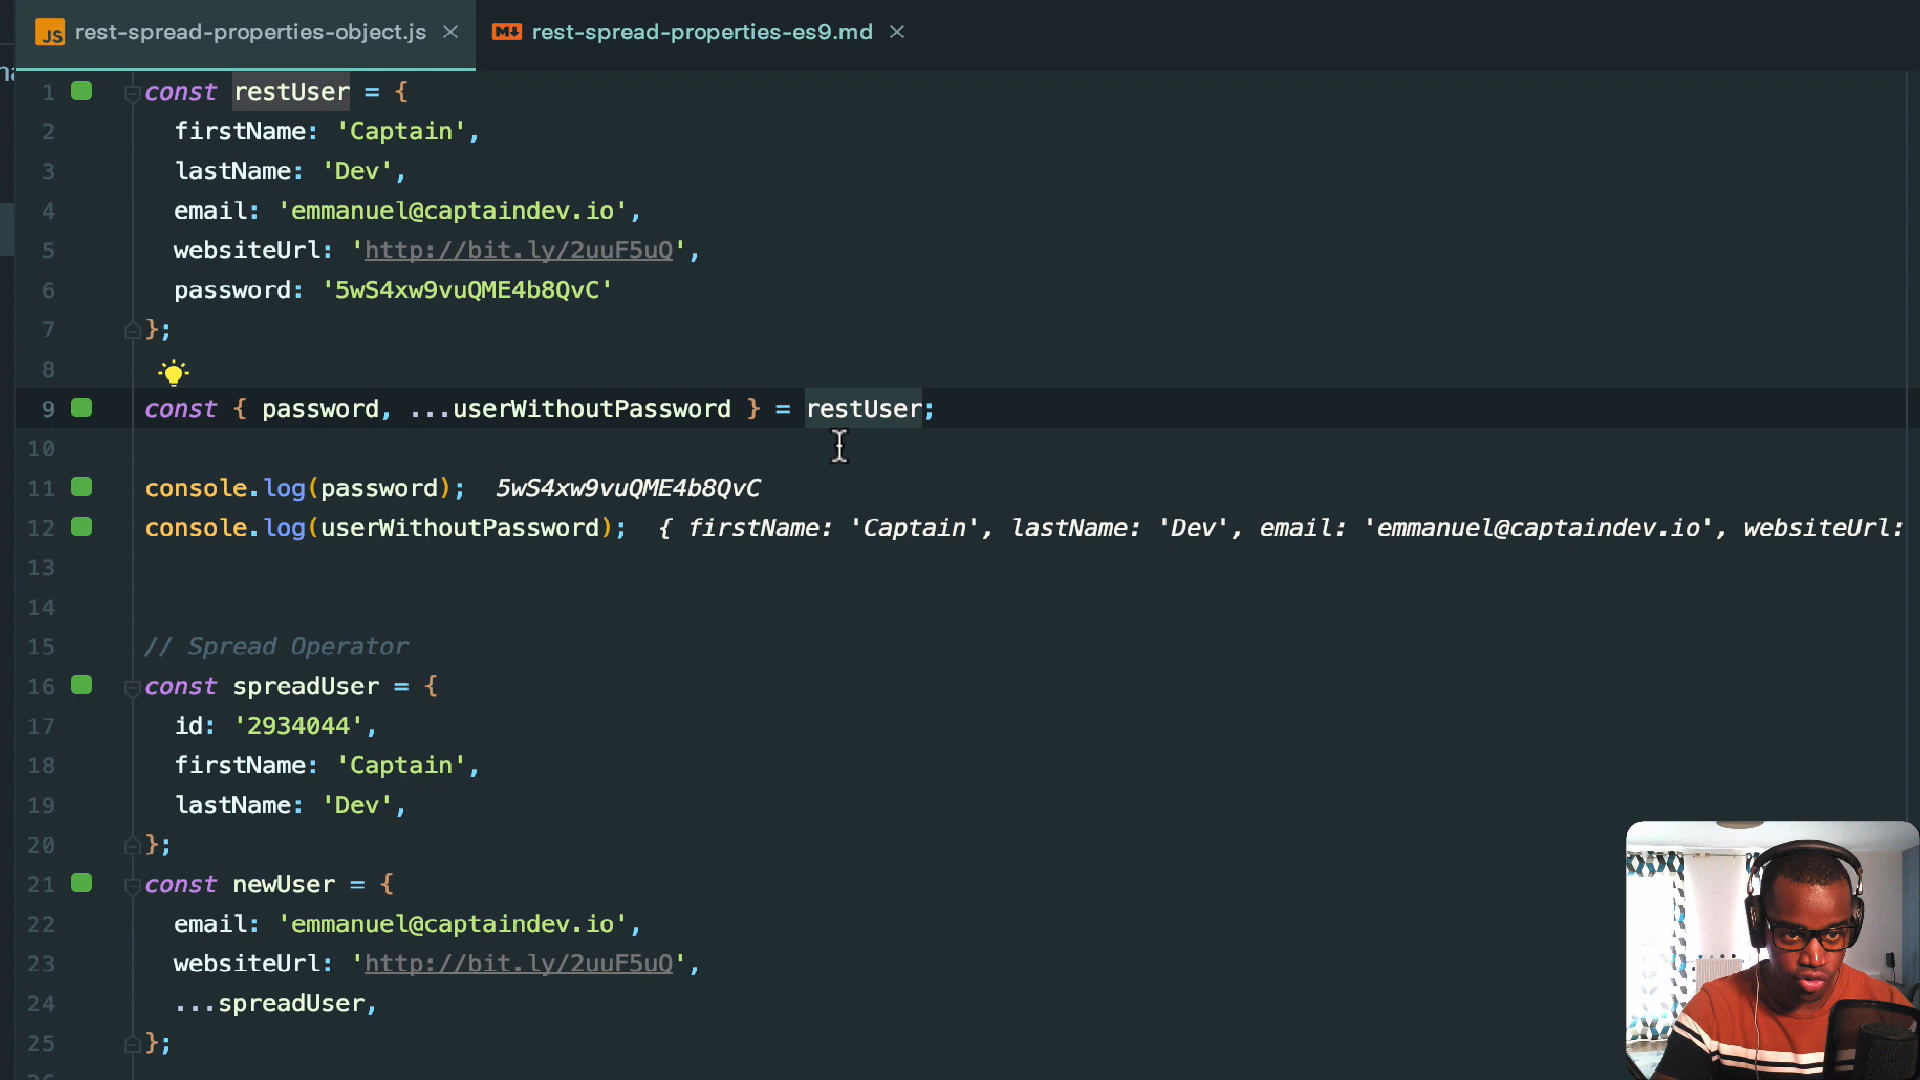 rest-spread-properties-object.js
rest-spread-properties-es9.md
1 const restUser = {
2 firstName: 'Captain',
3 lastName: 'Dev',
4 email: 'emmanuel@captaindev.io',
5 websiteUrl: 'http://bit.ly/2uuF5uQ',
6 password: '5wS4xw9vuQME4b8QvC'
7 };
8
9 const { password, ...userWithoutPassword } = restUser;
10
11 console.log(password); 5wS4xw9vuQME4b8QvC
12 console.log(userWithoutPassword); { firstName: 'Captain', lastName: 'Dev', email: 'emmanuel@captaindev.io', websiteUrl:
13
14
15 // Spread Operator
16 const spreadUser = {
17 id: '2934044',
18 firstName: 'Captain',
19 lastName: 'Dev',
20 };
21 const newUser = {
22 email: 'emmanuel@captaindev.io',
23 websiteUrl: 'http://bit.ly/2uuF5uQ',
24 ...spreadUser,
25 };